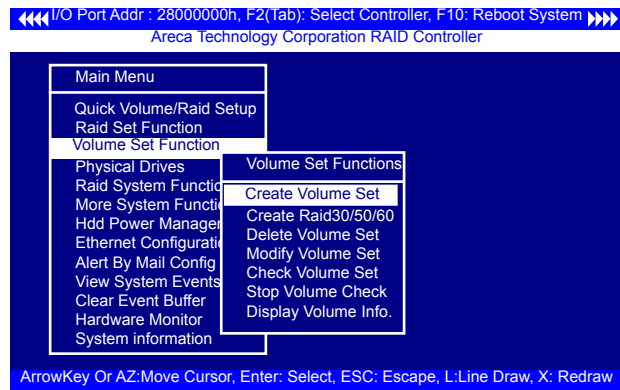 I/O Port Addr : 28000000h, F2(Tab): Select Controller, F10: Reboot System
Areca Technology Corporation RAID Controller
Main Menu
Quick Volume/Raid Setup
Raid Set Function
Volume Set Function
Physical Drives
Raid System Functio
More System Functi
Hdd Power Manager
Ethernet Configurati
Alert By Mail Config
View System Events
Clear Event Buffer
Hardware Monitor
System information
Volume Set Functions
Create Volume Set
Create Raid30/50/60
Delete Volume Set
Modify Volume Set
Check Volume Set
Stop Volume Check
Display Volume Info.
ArrowKey Or AZ:Move Cursor, Enter: Select, ESC: Escape, L:Line Draw, X: Redraw